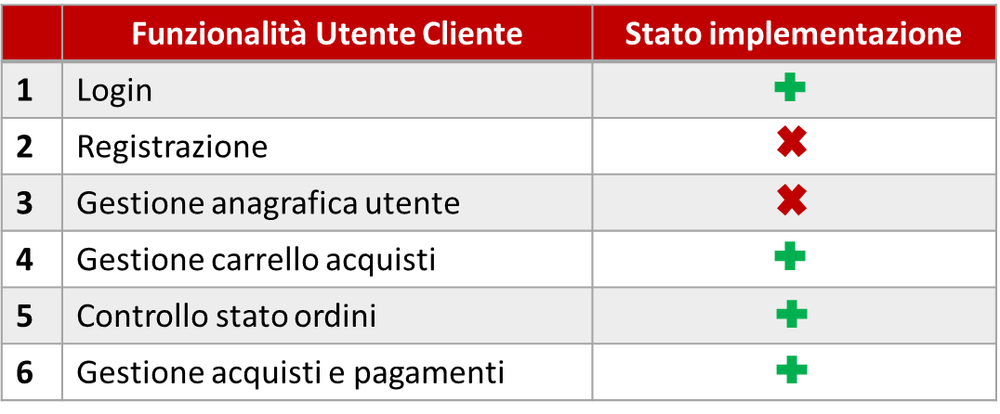 Funzionalità Utente Cliente Stato implementazione
1 Login
2 Registrazione
3 Gestione anagrafica utente
4 Gestione carrello acquisti
5 Controllo stato ordini
6 Gestione acquisti e pagamenti